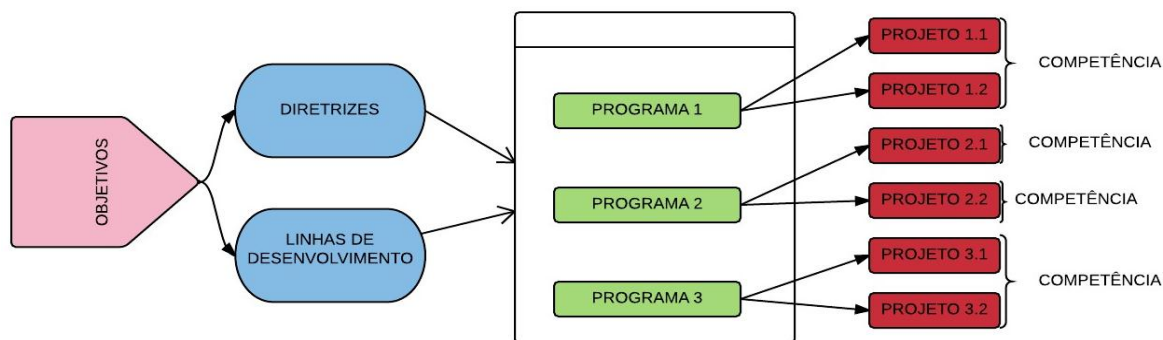 OBJETIVOS
DIRETRIZES
LINHAS DE
DESENVOLVIMENTO
PROGRAMA 1
PROGRAMA 2
PROGRAMA 3
PROJETO 1.1
PROJETO 1.2
COMPETÊNCIA
PROJETO 2.1
COMPETÊNCIA
PROJETO 2.2
COMPETÊNCIA
PROJETO 3.1
PROJETO 3.2
COMPETÊNCIA